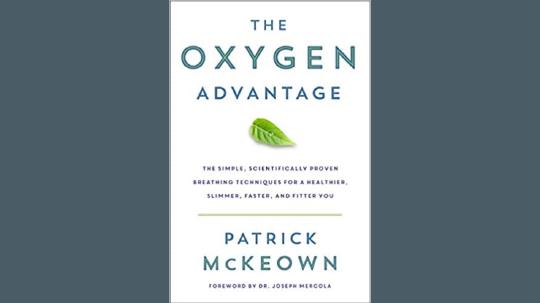 THE
OXYGEN
ADVANTAGE
THE SIMPLE, SCIENTIFICALLY PROVEN
BREATHING TECHNIQUES FOR A HEALTHIER,
SLIMMER, FASTER, AND FITTER YOU
PATRICK
McKEOWN
FOREWORD BY DR. JOSEPH MERCOLA